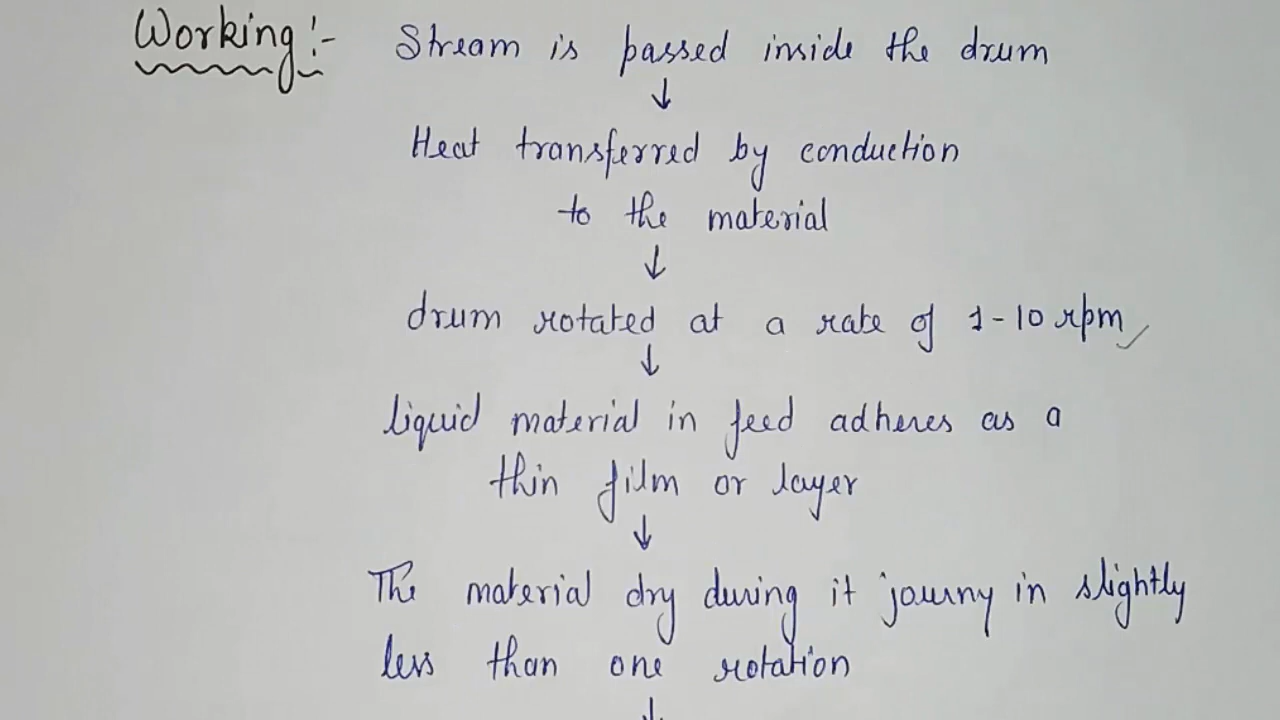 Working:- Stream is passed inside the drum
↓
Heat transferred by conduction
to the material
↓
drum rotated at a rate of 1-10 rpm
↓
liquid material in feed adheres as a
thin film or layer
↓
The material dry during it journy in slightly
less than one rotation
↓